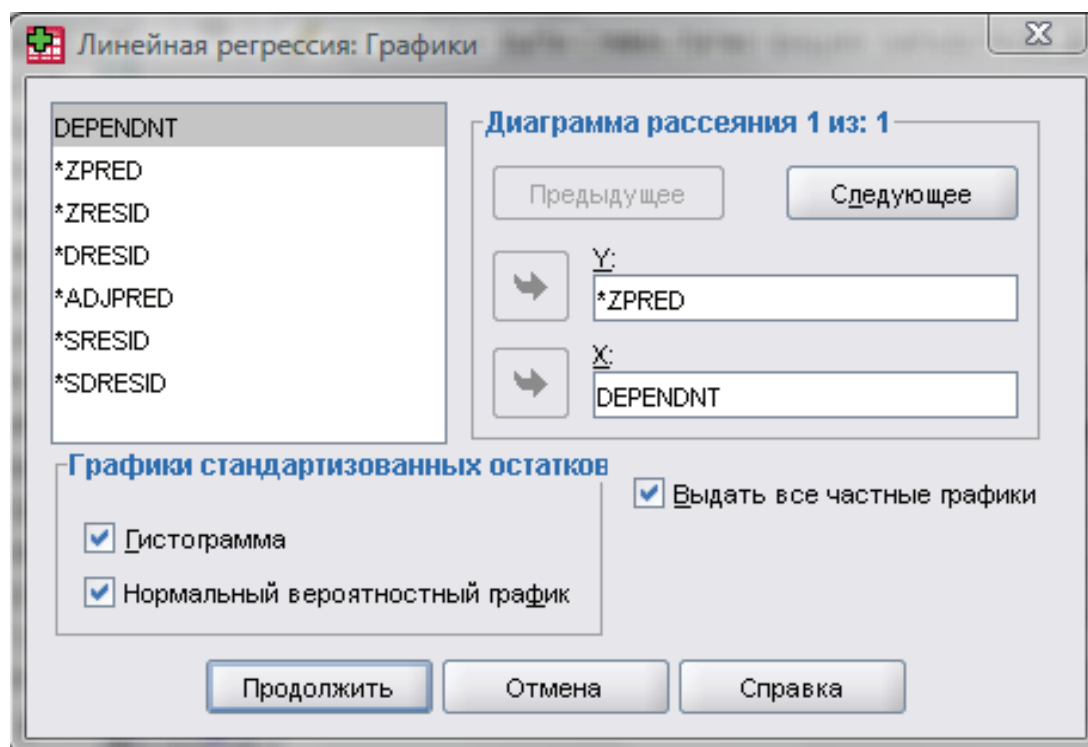 Линейная регрессия: Графики
DEPENDNT
*ZPRED
*ZRESID
*DRESID
*ADJPRED
*SRESID
*SDRESID
Диаграмма рассеяния 1 из: 1
Предыдущее
Следующее
Y:
*ZPRED
X:
DEPENDNT
Графики стандартизованных остатков
Гистограмма
Нормальный вероятностный график
Выдать все частные графики
Продолжить
Отмена
Справка